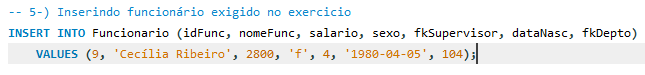 -- 5-) Inserindo funcionário exigido no exercicio
INSERT INTO Funcionario (idFunc, nomeFunc, salario, sexo, fkSupervisor, dataNasc, fkDepto)
VALUES (9, 'Cecília Ribeiro', 2800, 'f', 4, '1980-04-05', 104);